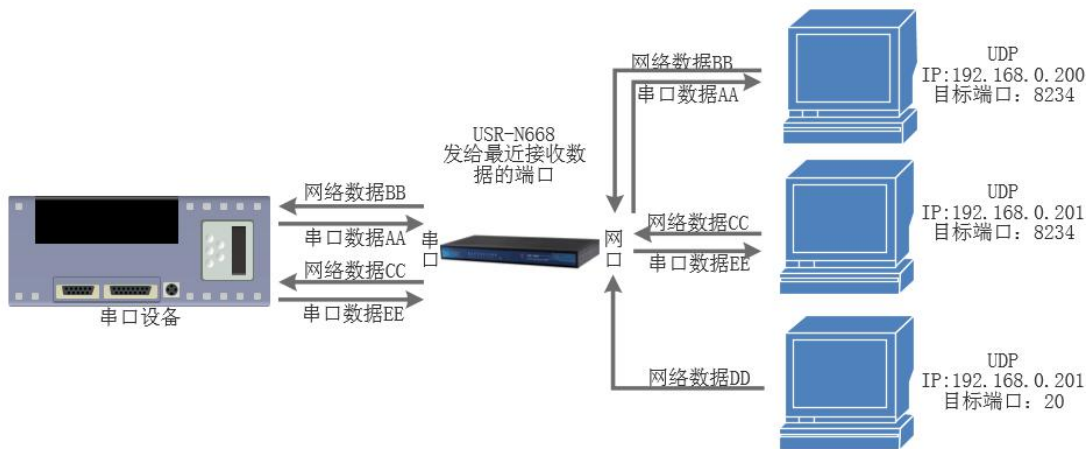 网络数据BB
串口数据AA
UDP
IP:192.168.0.200
目标端口：8234
USR-N668
发给最近接收数
据的端口
网络数据BB
串口数据AA
网络数据CC
串口数据EE
串口设备
串口
网口
网络数据CC
串口数据EE
UDP
IP:192.168.0.201
目标端口：8234
网络数据DD
UDP
IP:192.168.0.201
目标端口：20